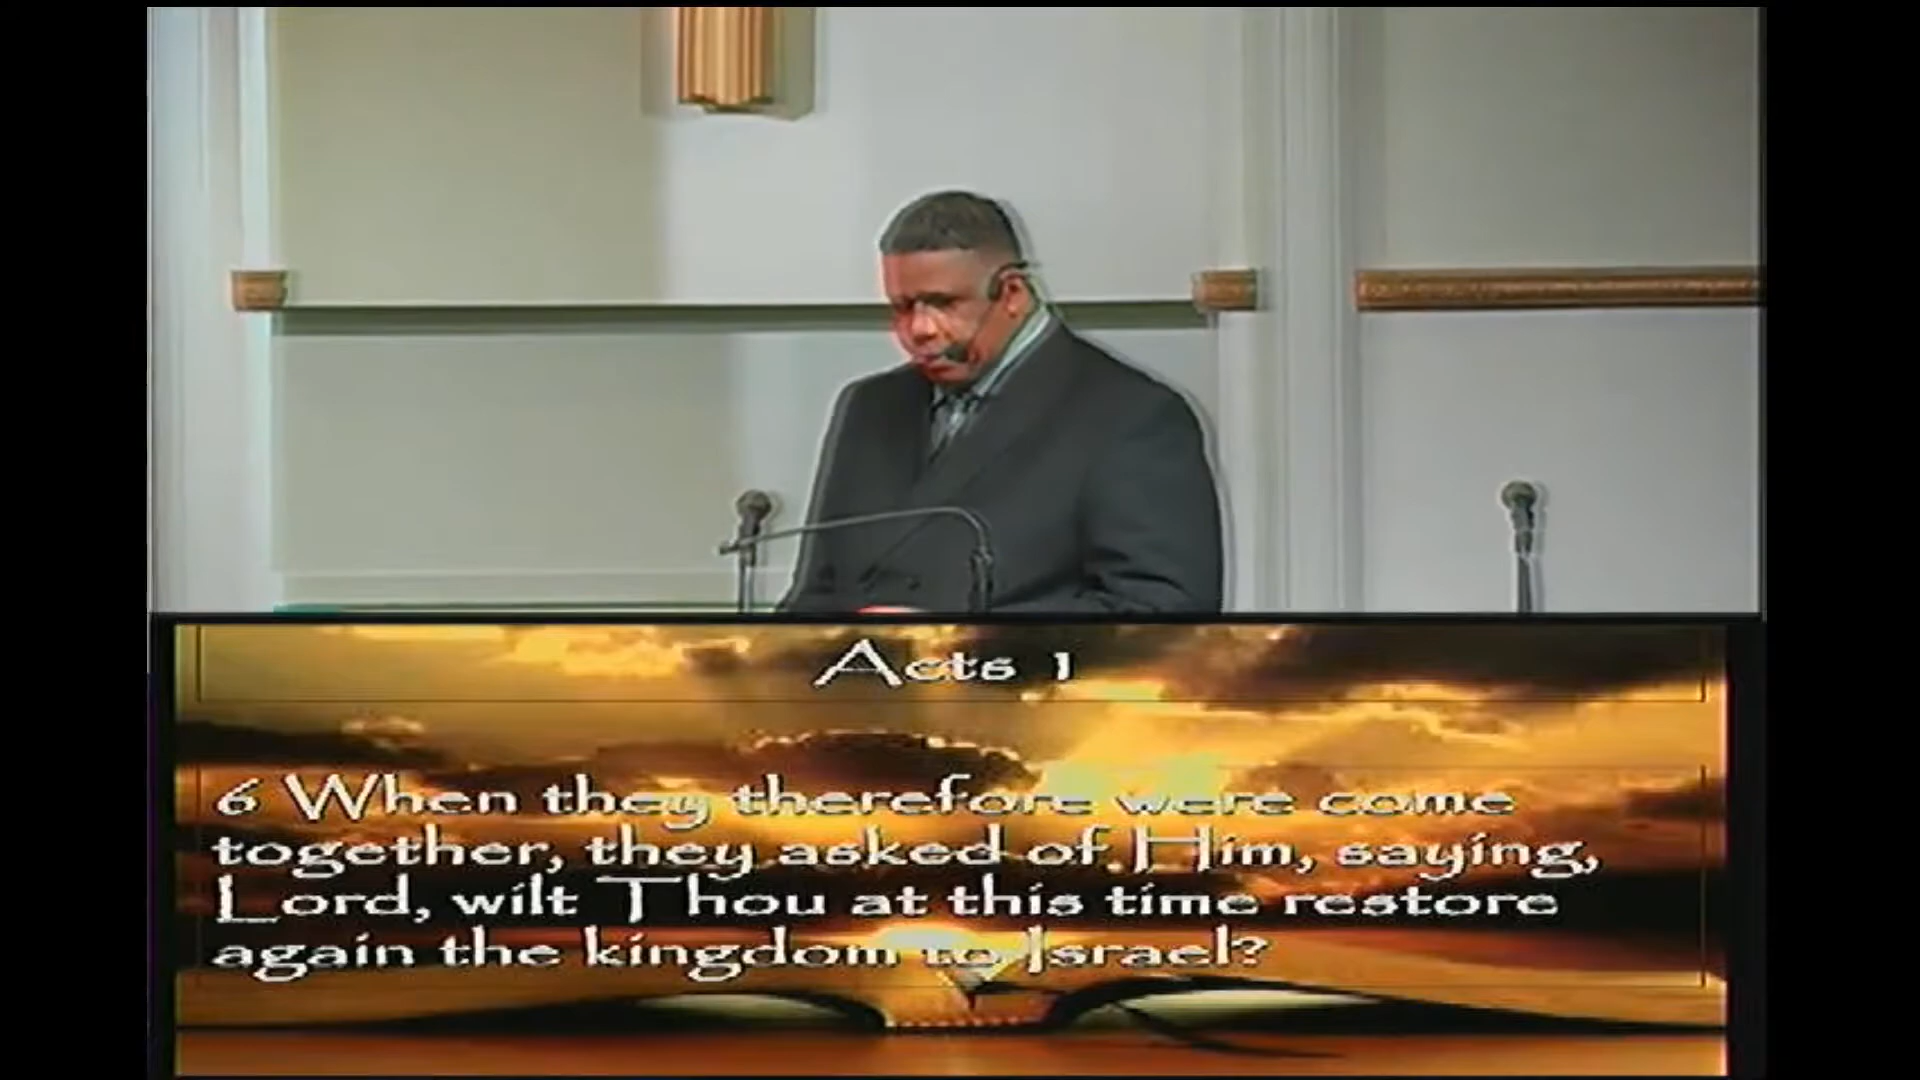 Acts 1
6 When they therefore were come
together, they asked of Him, saying,
Lord, wilt Thou at this time restore
again the kingdom to Israel?